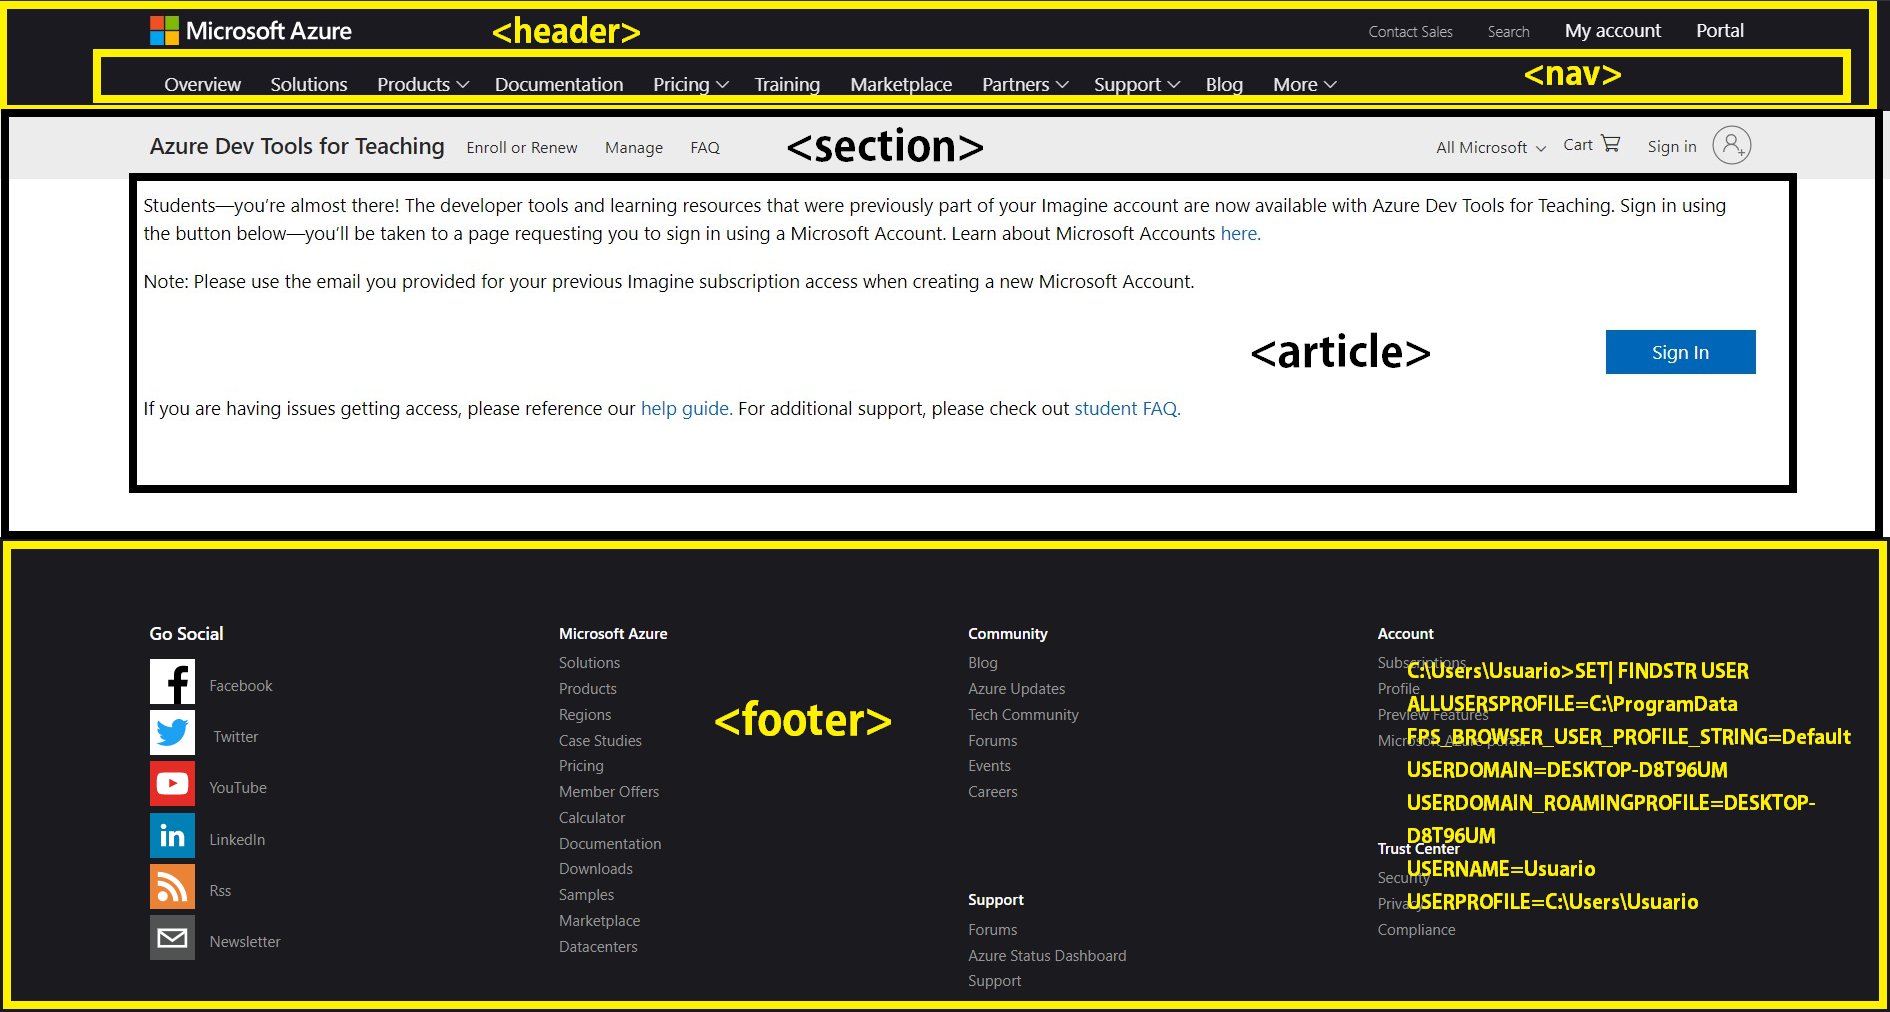 Microsoft Azure <header> Contact Sales Search My account Portal
Overview Solutions Products Documentation Pricing Training Marketplace Partners Support Blog More <nav>
Azure Dev Tools for Teaching Enroll or Renew Manage FAQ <section> All Microsoft Cart Sign in
Students—you’re almost there! The developer tools and learning resources that were previously part of your Imagine account are now available with Azure Dev Tools for Teaching. Sign in using
the button below—you’ll be taken to a page requesting you to sign in using a Microsoft Account. Learn about Microsoft Accounts here.
Note: Please use the email you provided for your previous Imagine subscription access when creating a new Microsoft Account.
<article> Sign In
If you are having issues getting access, please reference our help guide. For additional support, please check out student FAQ.
<footer>
Go Social
Facebook
Twitter
YouTube
LinkedIn
Rss
Newsletter
Microsoft Azure
Solutions
Products
Regions
Case Studies
Pricing
Member Offers
Calculator
Documentation
Downloads
Samples
Marketplace
Datacenters
Community
Blog
Azure Updates
Tech Community
Forums
Events
Careers
Support
Forums
Azure Status Dashboard
Support
Account
Subscriptions
Profile
Preview Features
Microsoft Azure portal
Trust Center
Security
Privacy
Compliance
C:\Users\Usuario>SET| FINDSTR USER
ALLUSERSPROFILE=C:\ProgramData
FPS_BROWSER_USER_PROFILE_STRING=Default
USERDOMAIN=DESKTOP-D8T96UM
USERDOMAIN_ROAMINGPROFILE=DESKTOP-
D8T96UM
USERNAME=Usuario
USERPROFILE=C:\Users\Usuario